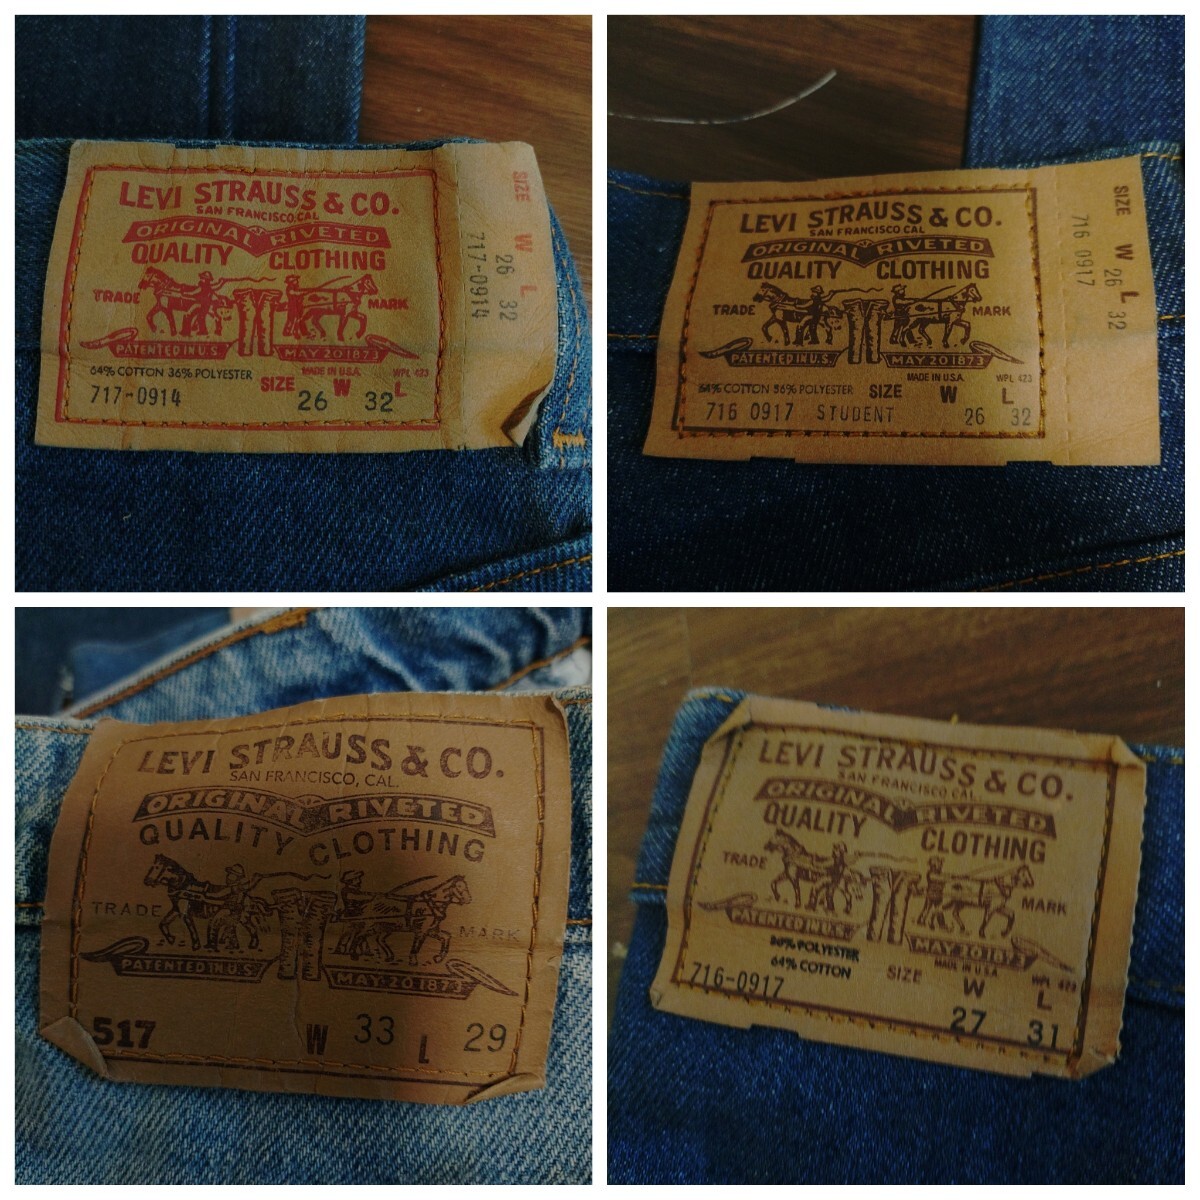 LEVI STRAUSS & CO.
SAN FRANCISCO, CAL
ORIGINAL RIVETED
QUALITY CLOTHING
TRADE MARK
PATENTED IN U.S. MAY 20 1873
64% COTTON 36% POLYESTER MADE IN U.S.A. WPL 423
SIZE W L
717-0914 26 32
SIZE W L
26 32
717-0914
LEVI STRAUSS & CO.
SAN FRANCISCO CAL
ORIGINAL RIVETED
QUALITY CLOTHING
TRADE MARK
PATENTED IN U.S. MAY 20 1873
MADE IN U.S.A. WPL 423
64% COTTON 36% POLYESTER SIZE W L
716 0917 STUDENT 26 32
SIZE W 26 L 32
716 0917
LEVI STRAUSS & CO.
SAN FRANCISCO, CAL.
ORIGINAL RIVETED
QUALITY CLOTHING
TRADE MARK
PATENTED IN U.S. MAY 20 1873
517 W 33 L 29
LEVI STRAUSS & CO.
SAN FRANCISCO CAL.
ORIGINAL RIVETED
QUALITY CLOTHING
TRADE MARK
PATENTED IN U.S. MAY 20 1873
POLYESTER MADE IN U.S.A. WPL 423
64% COTTON SIZE W L
716-0917 27 31